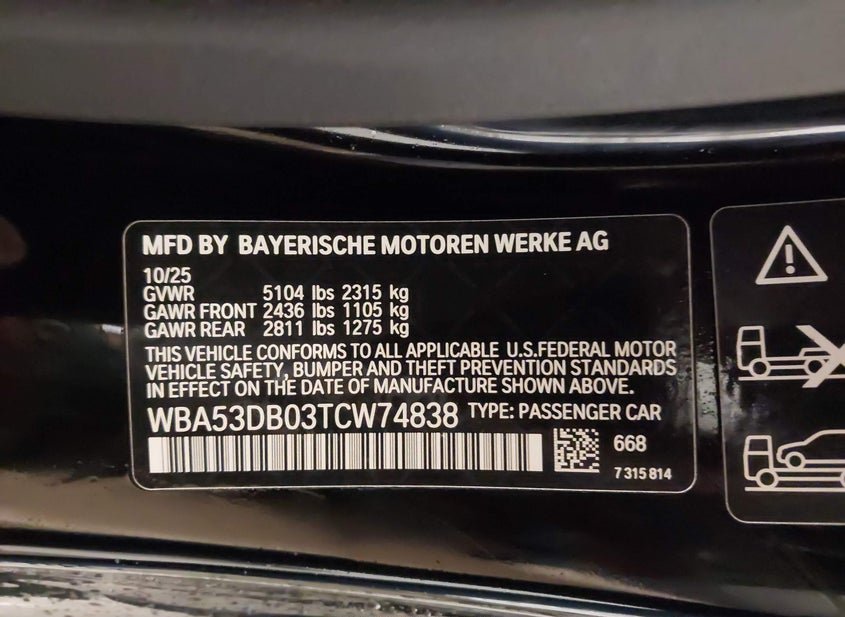 MFD BY BAYERISCHE MOTOREN WERKE AG
10/25
GVWR 5104 lbs 2315 kg
GAWR FRONT 2436 lbs 1105 kg
GAWR REAR 2811 lbs 1275 kg
THIS VEHICLE CONFORMS TO ALL APPLICABLE U.S.FEDERAL MOTOR
VEHICLE SAFETY, BUMPER AND THEFT PREVENTION STANDARDS
IN EFFECT ON THE DATE OF MANUFACTURE SHOWN ABOVE.
WBA53DB03TCW74838 TYPE: PASSENGER CAR
668
7 315 814